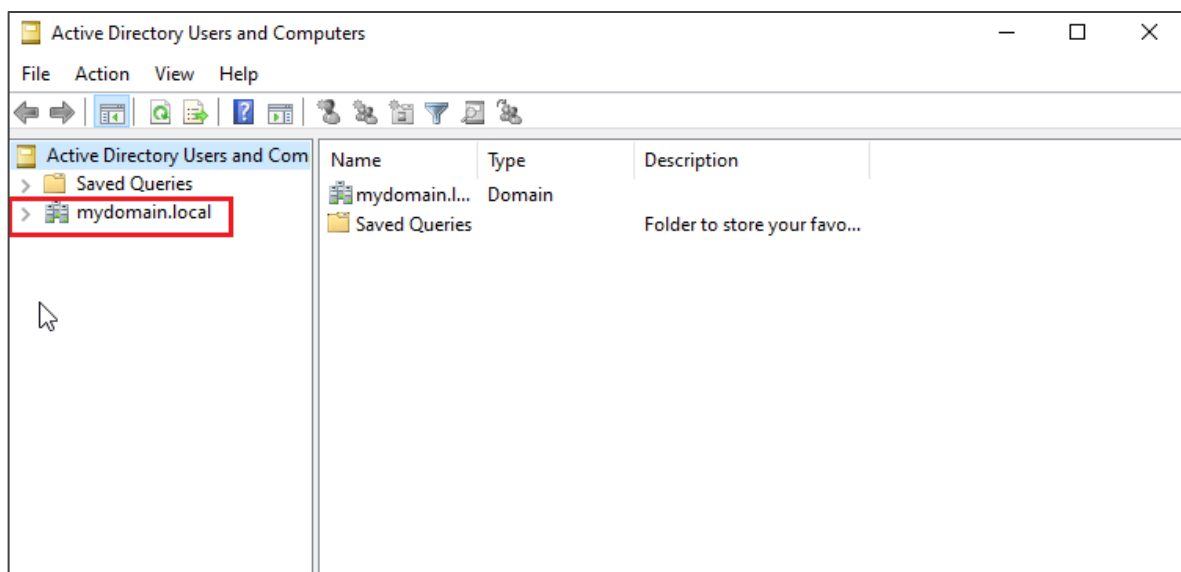 Active Directory Users and Computers
File Action View Help
Active Directory Users and Com
Name Type Description
Saved Queries
mydomain.l... Domain
mydomain.local
Saved Queries Folder to store your favo...